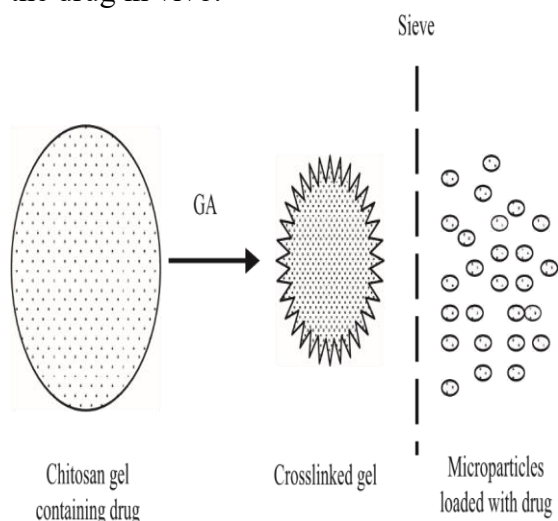 the drug in vivo.
Sieve
GA
Chitosan gel
containing drug
Crosslinked gel
Microparticles
loaded with drug